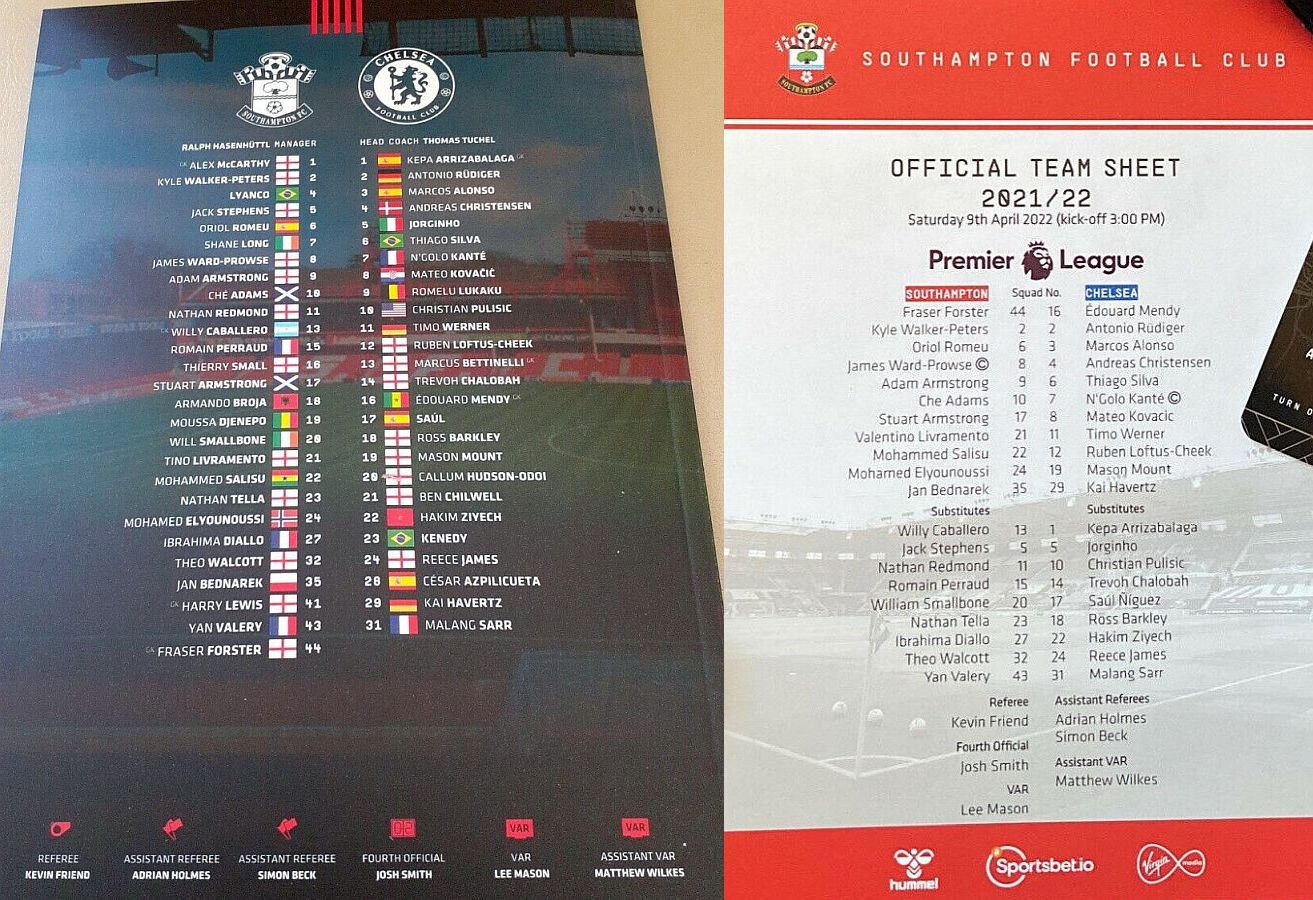 SOUTHAMPTON FC
CHELSEA
FOOTBALL CLUB
RALPH HASENHÜTTL MANAGER
HEAD COACH THOMAS TUCHEL
GK ALEX McCARTHY 1
KYLE WALKER-PETERS 2
LYANCO 4
JACK STEPHENS 5
ORIOL ROMEU 6
SHANE LONG 7
JAMES WARD-PROWSE 8
ADAM ARMSTRONG 9
CHÉ ADAMS 10
NATHAN REDMOND 11
GK WILLY CABALLERO 13
ROMAIN PERRAUD 15
THIERRY SMALL 16
STUART ARMSTRONG 17
ARMANDO BROJA 18
MOUSSA DJENEPO 19
WILL SMALLBONE 20
TINO LIVRAMENTO 21
MOHAMMED SALISU 22
NATHAN TELLA 23
MOHAMED ELYOUNOUSSI 24
IBRAHIMA DIALLO 27
THEO WALCOTT 32
JAN BEDNAREK 35
GK HARRY LEWIS 41
YAN VALERY 43
GK FRASER FORSTER 44
1 KEPA ARRIZABALAGA GK
2 ANTONIO RÜDIGER
3 MARCOS ALONSO
4 ANDREAS CHRISTENSEN
5 JORGINHO
6 THIAGO SILVA
7 N'GOLO KANTÉ
8 MATEO KOVAČIĆ
9 ROMELU LUKAKU
10 CHRISTIAN PULISIC
11 TIMO WERNER
12 RUBEN LOFTUS-CHEEK
13 MARCUS BETTINELLI GK
14 TREVOH CHALOBAH
16 ÉDOUARD MENDY GK
17 SAÚL
18 ROSS BARKLEY
19 MASON MOUNT
20 CALLUM HUDSON-ODOI
21 BEN CHILWELL
22 HAKIM ZIYECH
23 KENEDY
24 REECE JAMES
28 CÉSAR AZPILICUETA
29 KAI HAVERTZ
31 MALANG SARR
REFEREE
KEVIN FRIEND
ASSISTANT REFEREE
ADRIAN HOLMES
ASSISTANT REFEREE
SIMON BECK
FOURTH OFFICIAL
JOSH SMITH
VAR
VAR
LEE MASON
VAR
ASSISTANT VAR
MATTHEW WILKES
SOUTHAMPTON FC
SOUTHAMPTON FOOTBALL CLUB
OFFICIAL TEAM SHEET
2021/22
Saturday 9th April 2022 (kick-off 3:00 PM)
Premier League
SOUTHAMPTON Squad No. CHELSEA
Fraser Forster 44 16 Édouard Mendy
Kyle Walker-Peters 2 2 Antonio Rüdiger
Oriol Romeu 6 3 Marcos Alonso
James Ward-Prowse © 8 4 Andreas Christensen
Adam Armstrong 9 6 Thiago Silva
Che Adams 10 7 N'Golo Kanté ©
Stuart Armstrong 17 8 Mateo Kovacic
Valentino Livramento 21 11 Timo Werner
Mohammed Salisu 22 12 Ruben Loftus-Cheek
Mohamed Elyounoussi 24 19 Mason Mount
Jan Bednarek 35 29 Kai Havertz
Substitutes Substitutes
Willy Caballero 13 1 Kepa Arrizabalaga
Jack Stephens 5 5 Jorginho
Nathan Redmond 11 10 Christian Pulisic
Romain Perraud 15 14 Trevoh Chalobah
William Smallbone 20 17 Saúl Ñíguez
Nathan Tella 23 18 Ross Barkley
Ibrahima Diallo 27 22 Hakim Ziyech
Theo Walcott 32 24 Reece James
Yan Valery 43 31 Malang Sarr
Referee
Kevin Friend
Fourth Official
Josh Smith
VAR
Lee Mason
Assistant Referees
Adrian Holmes
Simon Beck
Assistant VAR
Matthew Wilkes
hummel
Sportsbet.io
Virgin media
TURN